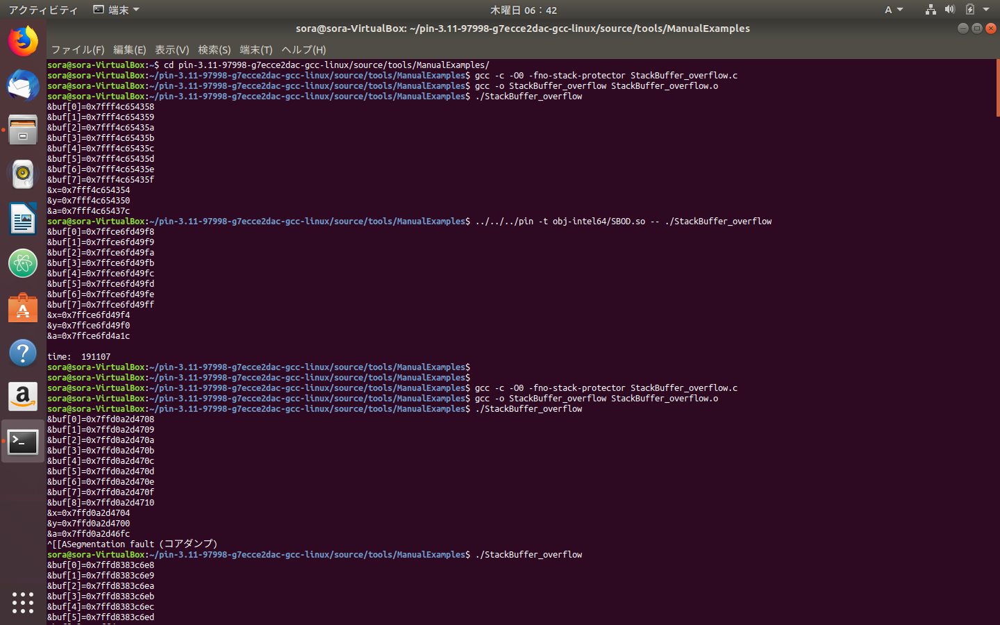 アクティビティ 端末 木曜日 06：42 A
sora@sora-VirtualBox: ~/pin-3.11-97998-g7ecce2dac-gcc-linux/source/tools/ManualExamples
ファイル(F) 編集(E) 表示(V) 検索(S) 端末(T) ヘルプ(H)
sora@sora-VirtualBox:~$ cd pin-3.11-97998-g7ecce2dac-gcc-linux/source/tools/ManualExamples/
sora@sora-VirtualBox:~/pin-3.11-97998-g7ecce2dac-gcc-linux/source/tools/ManualExamples$ gcc -c -O0 -fno-stack-protector StackBuffer_overflow.c
sora@sora-VirtualBox:~/pin-3.11-97998-g7ecce2dac-gcc-linux/source/tools/ManualExamples$ gcc -o StackBuffer_overflow StackBuffer_overflow.o
sora@sora-VirtualBox:~/pin-3.11-97998-g7ecce2dac-gcc-linux/source/tools/ManualExamples$ ./StackBuffer_overflow
&buf[0]=0x7fff4c654358
&buf[1]=0x7fff4c654359
&buf[2]=0x7fff4c65435a
&buf[3]=0x7fff4c65435b
&buf[4]=0x7fff4c65435c
&buf[5]=0x7fff4c65435d
&buf[6]=0x7fff4c65435e
&buf[7]=0x7fff4c65435f
&x=0x7fff4c654354
&y=0x7fff4c654350
&a=0x7fff4c65437c
sora@sora-VirtualBox:~/pin-3.11-97998-g7ecce2dac-gcc-linux/source/tools/ManualExamples$ ../../../pin -t obj-intel64/SBOD.so -- ./StackBuffer_overflow
&buf[0]=0x7ffce6fd49f8
&buf[1]=0x7ffce6fd49f9
&buf[2]=0x7ffce6fd49fa
&buf[3]=0x7ffce6fd49fb
&buf[4]=0x7ffce6fd49fc
&buf[5]=0x7ffce6fd49fd
&buf[6]=0x7ffce6fd49fe
&buf[7]=0x7ffce6fd49ff
&x=0x7ffce6fd49f4
&y=0x7ffce6fd49f0
&a=0x7ffce6fd4a1c
time:  191107
sora@sora-VirtualBox:~/pin-3.11-97998-g7ecce2dac-gcc-linux/source/tools/ManualExamples$
sora@sora-VirtualBox:~/pin-3.11-97998-g7ecce2dac-gcc-linux/source/tools/ManualExamples$
sora@sora-VirtualBox:~/pin-3.11-97998-g7ecce2dac-gcc-linux/source/tools/ManualExamples$ gcc -c -O0 -fno-stack-protector StackBuffer_overflow.c
sora@sora-VirtualBox:~/pin-3.11-97998-g7ecce2dac-gcc-linux/source/tools/ManualExamples$ gcc -o StackBuffer_overflow StackBuffer_overflow.o
sora@sora-VirtualBox:~/pin-3.11-97998-g7ecce2dac-gcc-linux/source/tools/ManualExamples$ ./StackBuffer_overflow
&buf[0]=0x7ffd0a2d4708
&buf[1]=0x7ffd0a2d4709
&buf[2]=0x7ffd0a2d470a
&buf[3]=0x7ffd0a2d470b
&buf[4]=0x7ffd0a2d470c
&buf[5]=0x7ffd0a2d470d
&buf[6]=0x7ffd0a2d470e
&buf[7]=0x7ffd0a2d470f
&buf[8]=0x7ffd0a2d4710
&x=0x7ffd0a2d4704
&y=0x7ffd0a2d4700
&a=0x7ffd0a2d46fc
^[[ASegmentation fault (コアダンプ)
sora@sora-VirtualBox:~/pin-3.11-97998-g7ecce2dac-gcc-linux/source/tools/ManualExamples$ ./StackBuffer_overflow
&buf[0]=0x7ffd8383c6e8
&buf[1]=0x7ffd8383c6e9
&buf[2]=0x7ffd8383c6ea
&buf[3]=0x7ffd8383c6eb
&buf[4]=0x7ffd8383c6ec
&buf[5]=0x7ffd8383c6ed